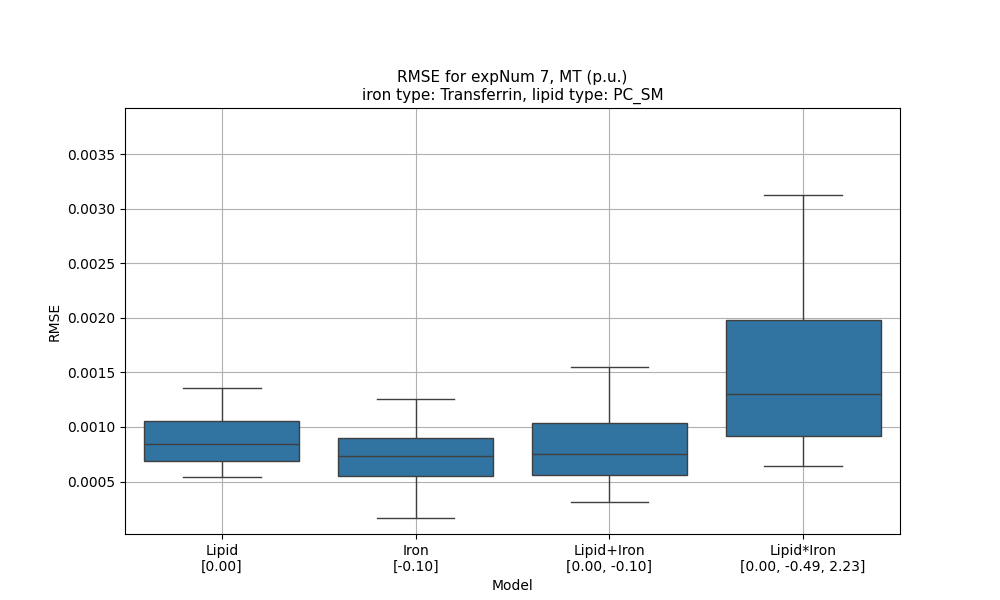 RMSE for expNum 7, MT (p.u.)
iron type: Transferrin, lipid type: PC_SM
RMSE
0.0035
0.0030
0.0025
0.0020
0.0015
0.0010
0.0005
Lipid
[0.00]
Iron
[-0.10]
Lipid+Iron
[0.00, -0.10]
Lipid*Iron
[0.00, -0.49, 2.23]
Model